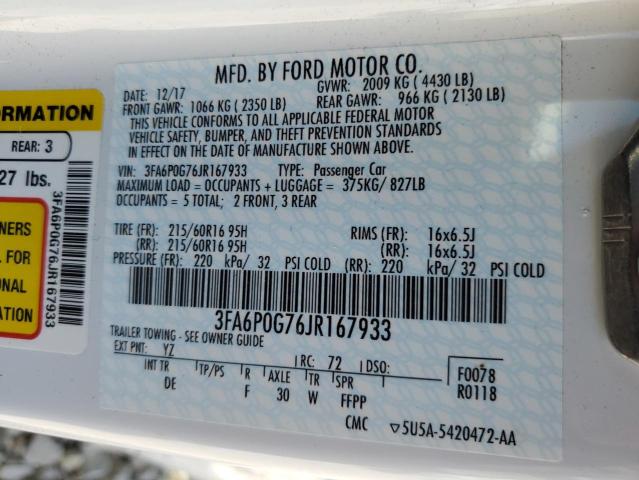 MFD. BY FORD MOTOR CO.
DATE: 12/17 GVWR: 2009 KG ( 4430 LB)
FRONT GAWR: 1066 KG ( 2350 LB) REAR GAWR: 966 KG ( 2130 LB)
THIS VEHICLE CONFORMS TO ALL APPLICABLE FEDERAL MOTOR
VEHICLE SAFETY, BUMPER, AND THEFT PREVENTION STANDARDS
IN EFFECT ON THE DATE OF MANUFACTURE SHOWN ABOVE.
VIN: 3FA6P0G76JR167933 TYPE: Passenger Car
MAXIMUM LOAD = OCCUPANTS + LUGGAGE = 375KG/ 827LB
OCCUPANTS = 5 TOTAL; 2 FRONT, 3 REAR
TIRE (FR): 215/60R16 95H RIMS (FR): 16x6.5J
(RR): 215/60R16 95H (RR): 16x6.5J
PRESSURE (FR): 220 kPa/ 32 PSI COLD (RR): 220 kPa/ 32 PSI COLD
3FA6P0G76JR167933
TRAILER TOWING - SEE OWNER GUIDE
EXT PNT: YZ RC: 72 DSO:
INT TR TP/PS R AXLE TR SPR
DE F 30 W FFPP
F0078
R0118
CMC ▽5U5A-5420472-AA
FORMATION
REAR: 3
27 lbs.
NERS
FOR
ONAL
ON
3FA6P0G76JR167933